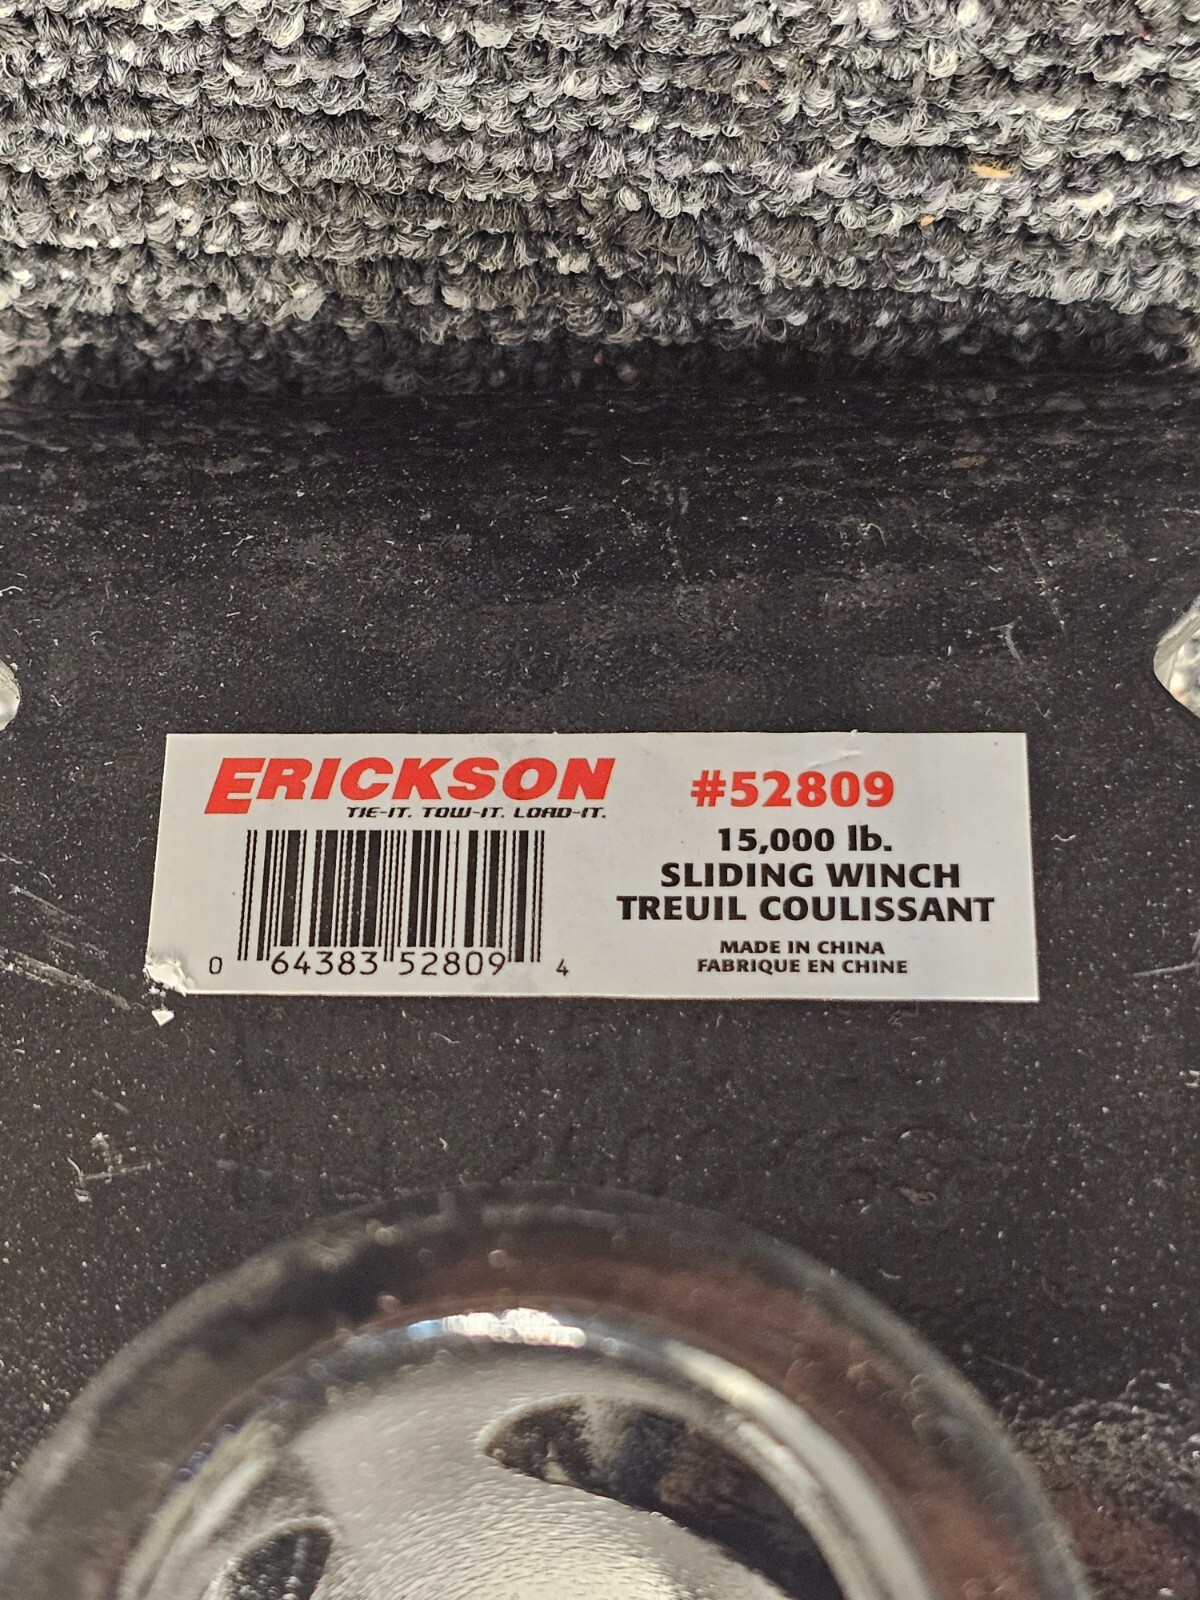 ERICKSON
TIE-IT. TOW-IT. LOAD-IT.
0 64383 52809 4
#52809
15,000 lb.
SLIDING WINCH
TREUIL COULISSANT
MADE IN CHINA
FABRIQUE EN CHINE